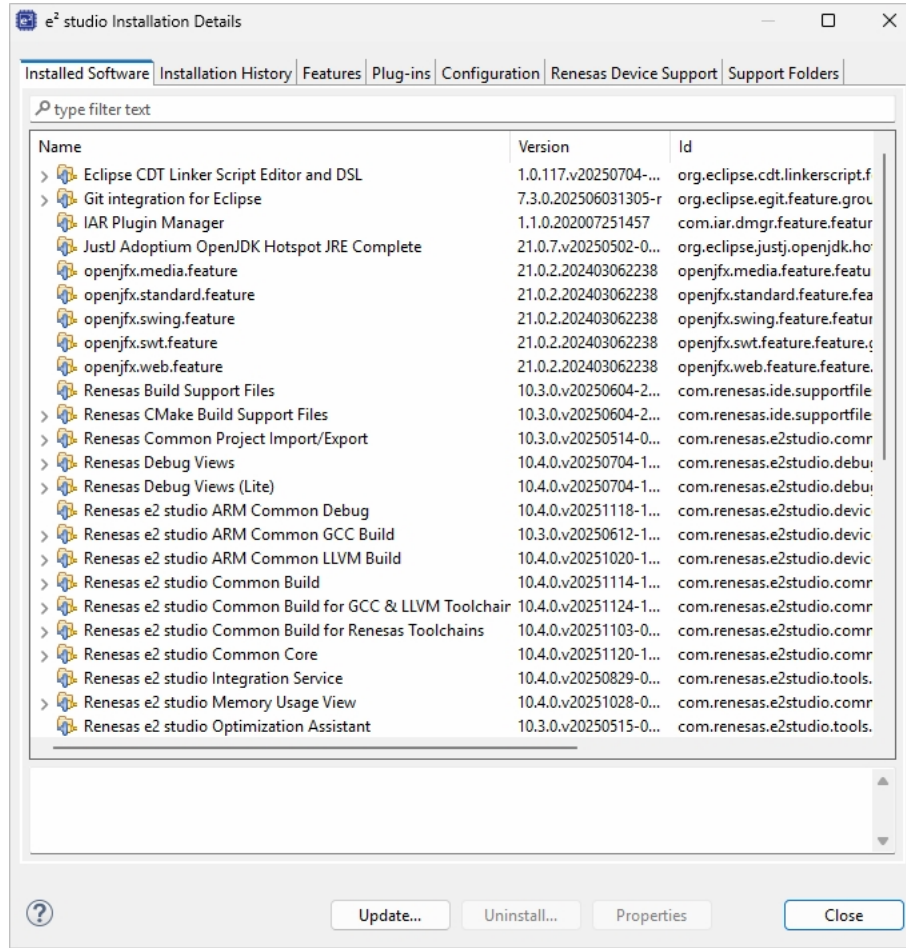 e² studio Installation Details
Installed Software Installation History Features Plug-ins Configuration Renesas Device Support Support Folders
type filter text
Name Version Id
Eclipse CDT Linker Script Editor and DSL 1.0.117.v20250704-... org.eclipse.cdt.linkerscript.f
Git integration for Eclipse 7.3.0.202506031305-r org.eclipse.egit.feature.grou
IAR Plugin Manager 1.1.0.202007251457 com.iar.dmgr.feature.featur
JustJ Adoptium OpenJDK Hotspot JRE Complete 21.0.7.v20250502-0... org.eclipse.justj.openjdk.ho
openjfx.media.feature 21.0.2.202403062238 openjfx.media.feature.featu
openjfx.standard.feature 21.0.2.202403062238 openjfx.standard.feature.fea
openjfx.swing.feature 21.0.2.202403062238 openjfx.swing.feature.featur
openjfx.swt.feature 21.0.2.202403062238 openjfx.swt.feature.feature.g
openjfx.web.feature 21.0.2.202403062238 openjfx.web.feature.feature.
Renesas Build Support Files 10.3.0.v20250604-2... com.renesas.ide.supportfile
Renesas CMake Build Support Files 10.3.0.v20250604-2... com.renesas.ide.supportfile
Renesas Common Project Import/Export 10.3.0.v20250514-0... com.renesas.e2studio.comm
Renesas Debug Views 10.4.0.v20250704-1... com.renesas.e2studio.debug
Renesas Debug Views (Lite) 10.4.0.v20250704-1... com.renesas.e2studio.debug
Renesas e2 studio ARM Common Debug 10.4.0.v20251118-1... com.renesas.e2studio.devic
Renesas e2 studio ARM Common GCC Build 10.3.0.v20250612-1... com.renesas.e2studio.devic
Renesas e2 studio ARM Common LLVM Build 10.4.0.v20251020-1... com.renesas.e2studio.devic
Renesas e2 studio Common Build 10.4.0.v20251114-1... com.renesas.e2studio.comm
Renesas e2 studio Common Build for GCC & LLVM Toolchair 10.4.0.v20251124-1... com.renesas.e2studio.comm
Renesas e2 studio Common Build for Renesas Toolchains 10.4.0.v20251103-0... com.renesas.e2studio.comm
Renesas e2 studio Common Core 10.4.0.v20251120-1... com.renesas.e2studio.comm
Renesas e2 studio Integration Service 10.4.0.v20250829-0... com.renesas.e2studio.tools.
Renesas e2 studio Memory Usage View 10.4.0.v20251028-0... com.renesas.e2studio.comm
Renesas e2 studio Optimization Assistant 10.3.0.v20250515-0... com.renesas.e2studio.tools.
Update... Uninstall... Properties Close